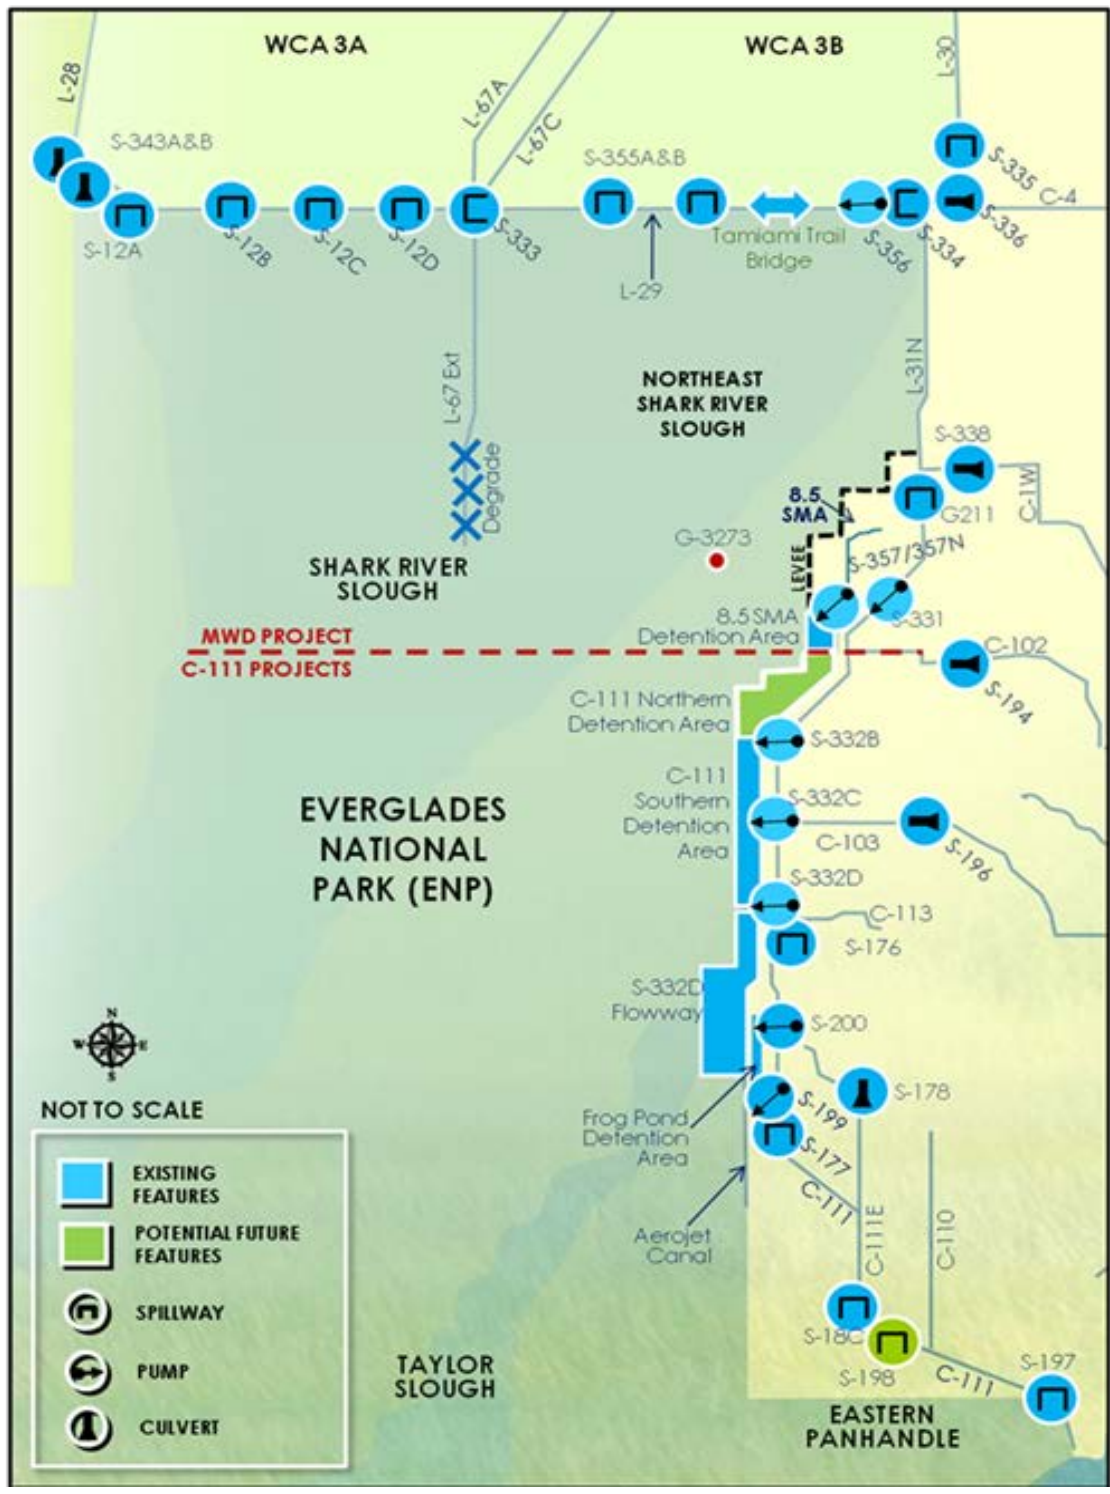 WCA 3A
WCA 3B
L-28
L-67A
L-67C
L-30
S-343A&B
S-355A&B
S-335
C-4
S-12A
S-12B
S-12C
S-12D
S-333
S-356
S-334
S-336
Tamiami Trail
Bridge
L-29
L-67 Ext
L-31N
NORTHEAST
SHARK RIVER
SLOUGH
S-338
Degrade
8.5
SMA
G211
C-1W
G-3273
LEVEE
S-357/357N
SHARK RIVER
SLOUGH
8.5 SMA
Detention Area
S-331
MWD PROJECT
C-111 PROJECTS
C-102
S-194
C-111 Northern
Detention Area
S-332B
C-111
Southern
Detention
Area
S-332C
C-103
S-196
EVERGLADES
NATIONAL
PARK (ENP)
S-332D
C-113
S-176
S-332D
Flowway
S-200
N
W
E
S
NOT TO SCALE
S-178
S-199
Frog Pond
Detention
Area
S-177
C-111
Aerojet
Canal
C-111E
C-110
EXISTING
FEATURES
POTENTIAL FUTURE
FEATURES
SPILLWAY
PUMP
CULVERT
S-18C
S-198
C-111
S-197
TAYLOR
SLOUGH
EASTERN
PANHANDLE